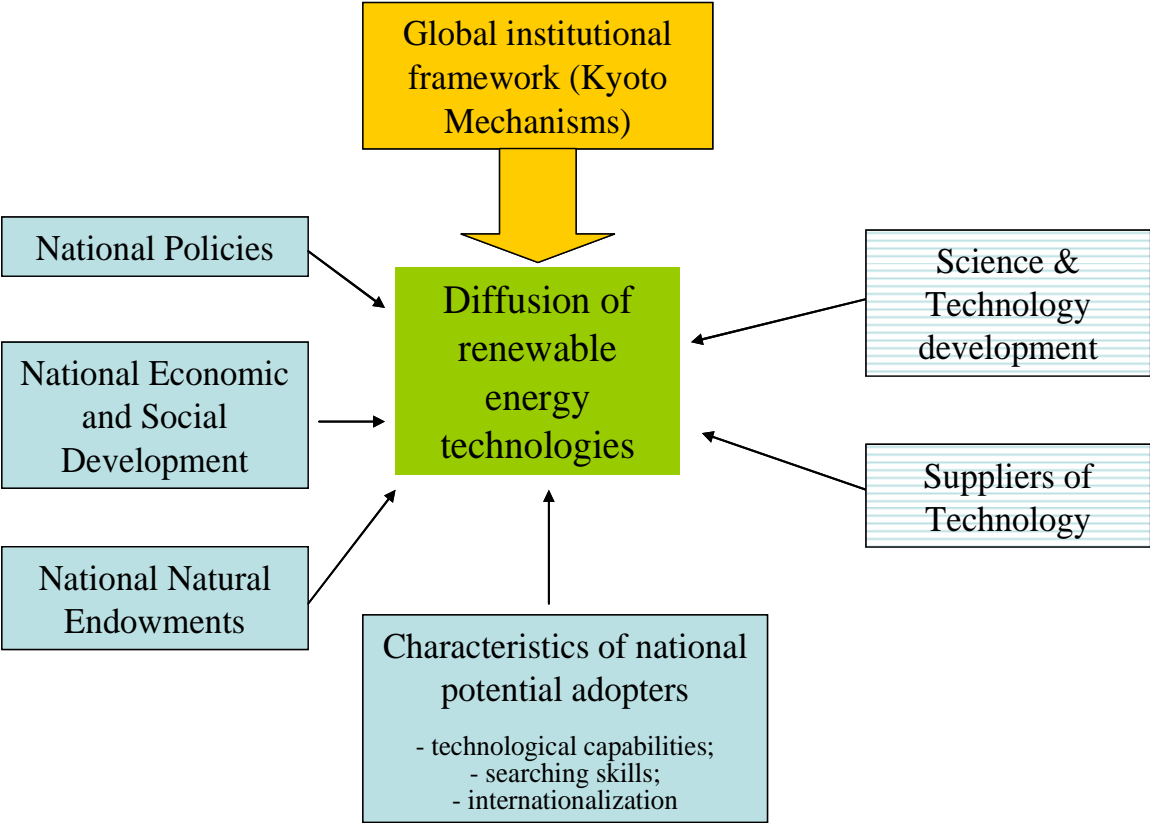 Global institutional
framework (Kyoto
Mechanisms)
National Policies
Science &
Technology
development
Diffusion of
renewable
energy
technologies
National Economic
and Social
Development
Suppliers of
Technology
National Natural
Endowments
Characteristics of national
potential adopters
- technological capabilities;
- searching skills;
- internationalization